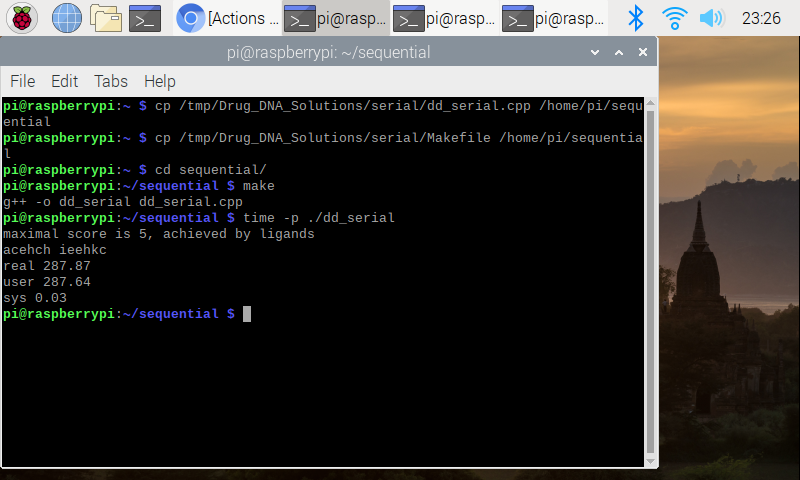 [Actions ...
pi@rasp...
pi@rasp...
pi@rasp...
23:26
pi@raspberrypi: ~/sequential
File Edit Tabs Help
pi@raspberrypi:~ $ cp /tmp/Drug_DNA_Solutions/serial/dd_serial.cpp /home/pi/sequ
ential
pi@raspberrypi:~ $ cp /tmp/Drug_DNA_Solutions/serial/Makefile /home/pi/sequentia
l
pi@raspberrypi:~ $ cd sequential/
pi@raspberrypi:~/sequential $ make
g++ -o dd_serial dd_serial.cpp
pi@raspberrypi:~/sequential $ time -p ./dd_serial
maximal score is 5, achieved by ligands
acehch ieehkc
real 287.87
user 287.64
sys 0.03
pi@raspberrypi:~/sequential $